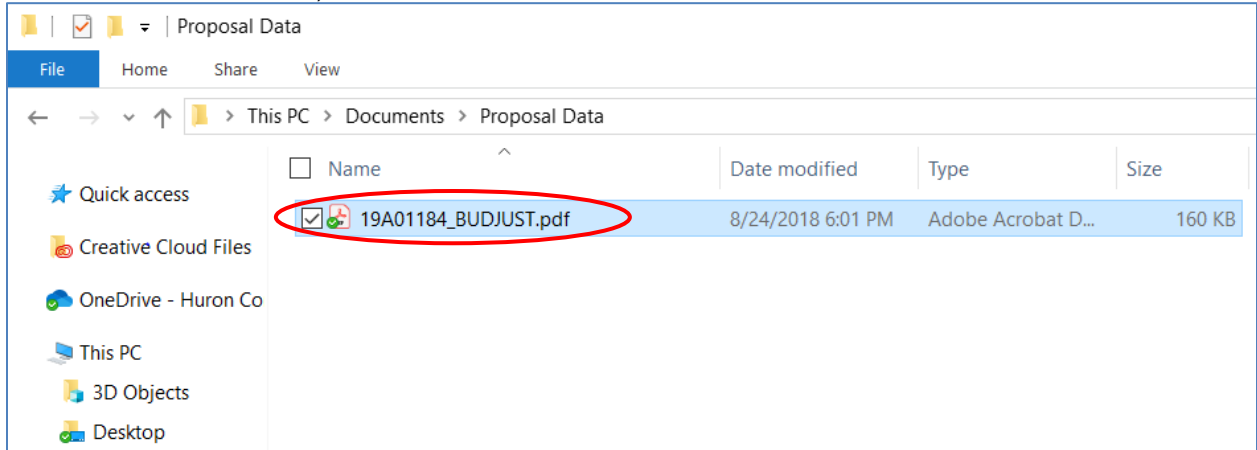 Proposal Data
File Home Share View
This PC > Documents > Proposal Data
Name Date modified Type Size
Quick access
19A01184_BUDJUST.pdf 8/24/2018 6:01 PM Adobe Acrobat D... 160 KB
Creative Cloud Files
OneDrive - Huron Co
This PC
3D Objects
Desktop